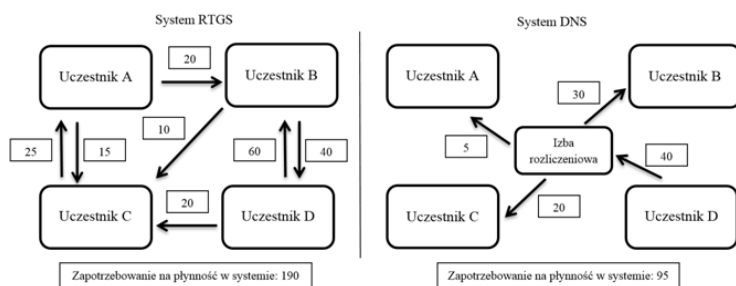 System RTGS
Uczestnik A
20
Uczestnik B
10
25
15
60
40
20
Uczestnik C
Uczestnik D
Zapotrzebowanie na płynność w systemie: 190
System DNS
Uczestnik A
Uczestnik B
30
Izba
rozliczeniowa
5
40
20
Uczestnik C
Uczestnik D
Zapotrzebowanie na płynność w systemie: 95